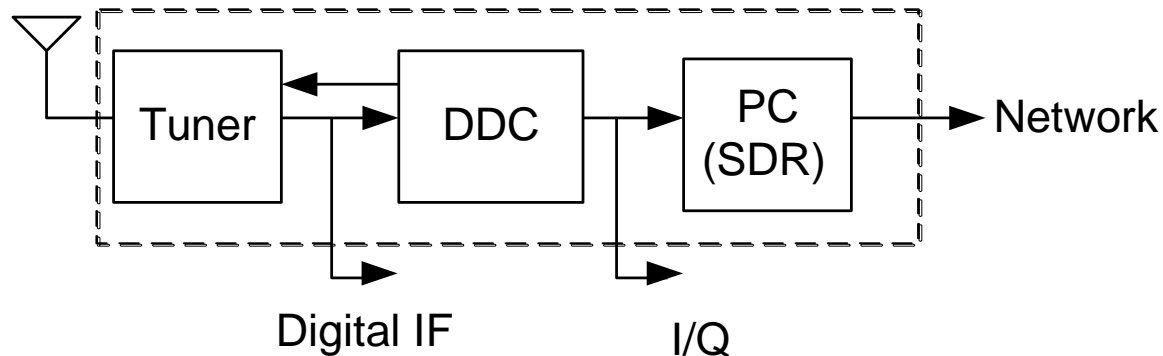 Tuner
DDC
PC
(SDR)
Network
Digital IF
I/Q